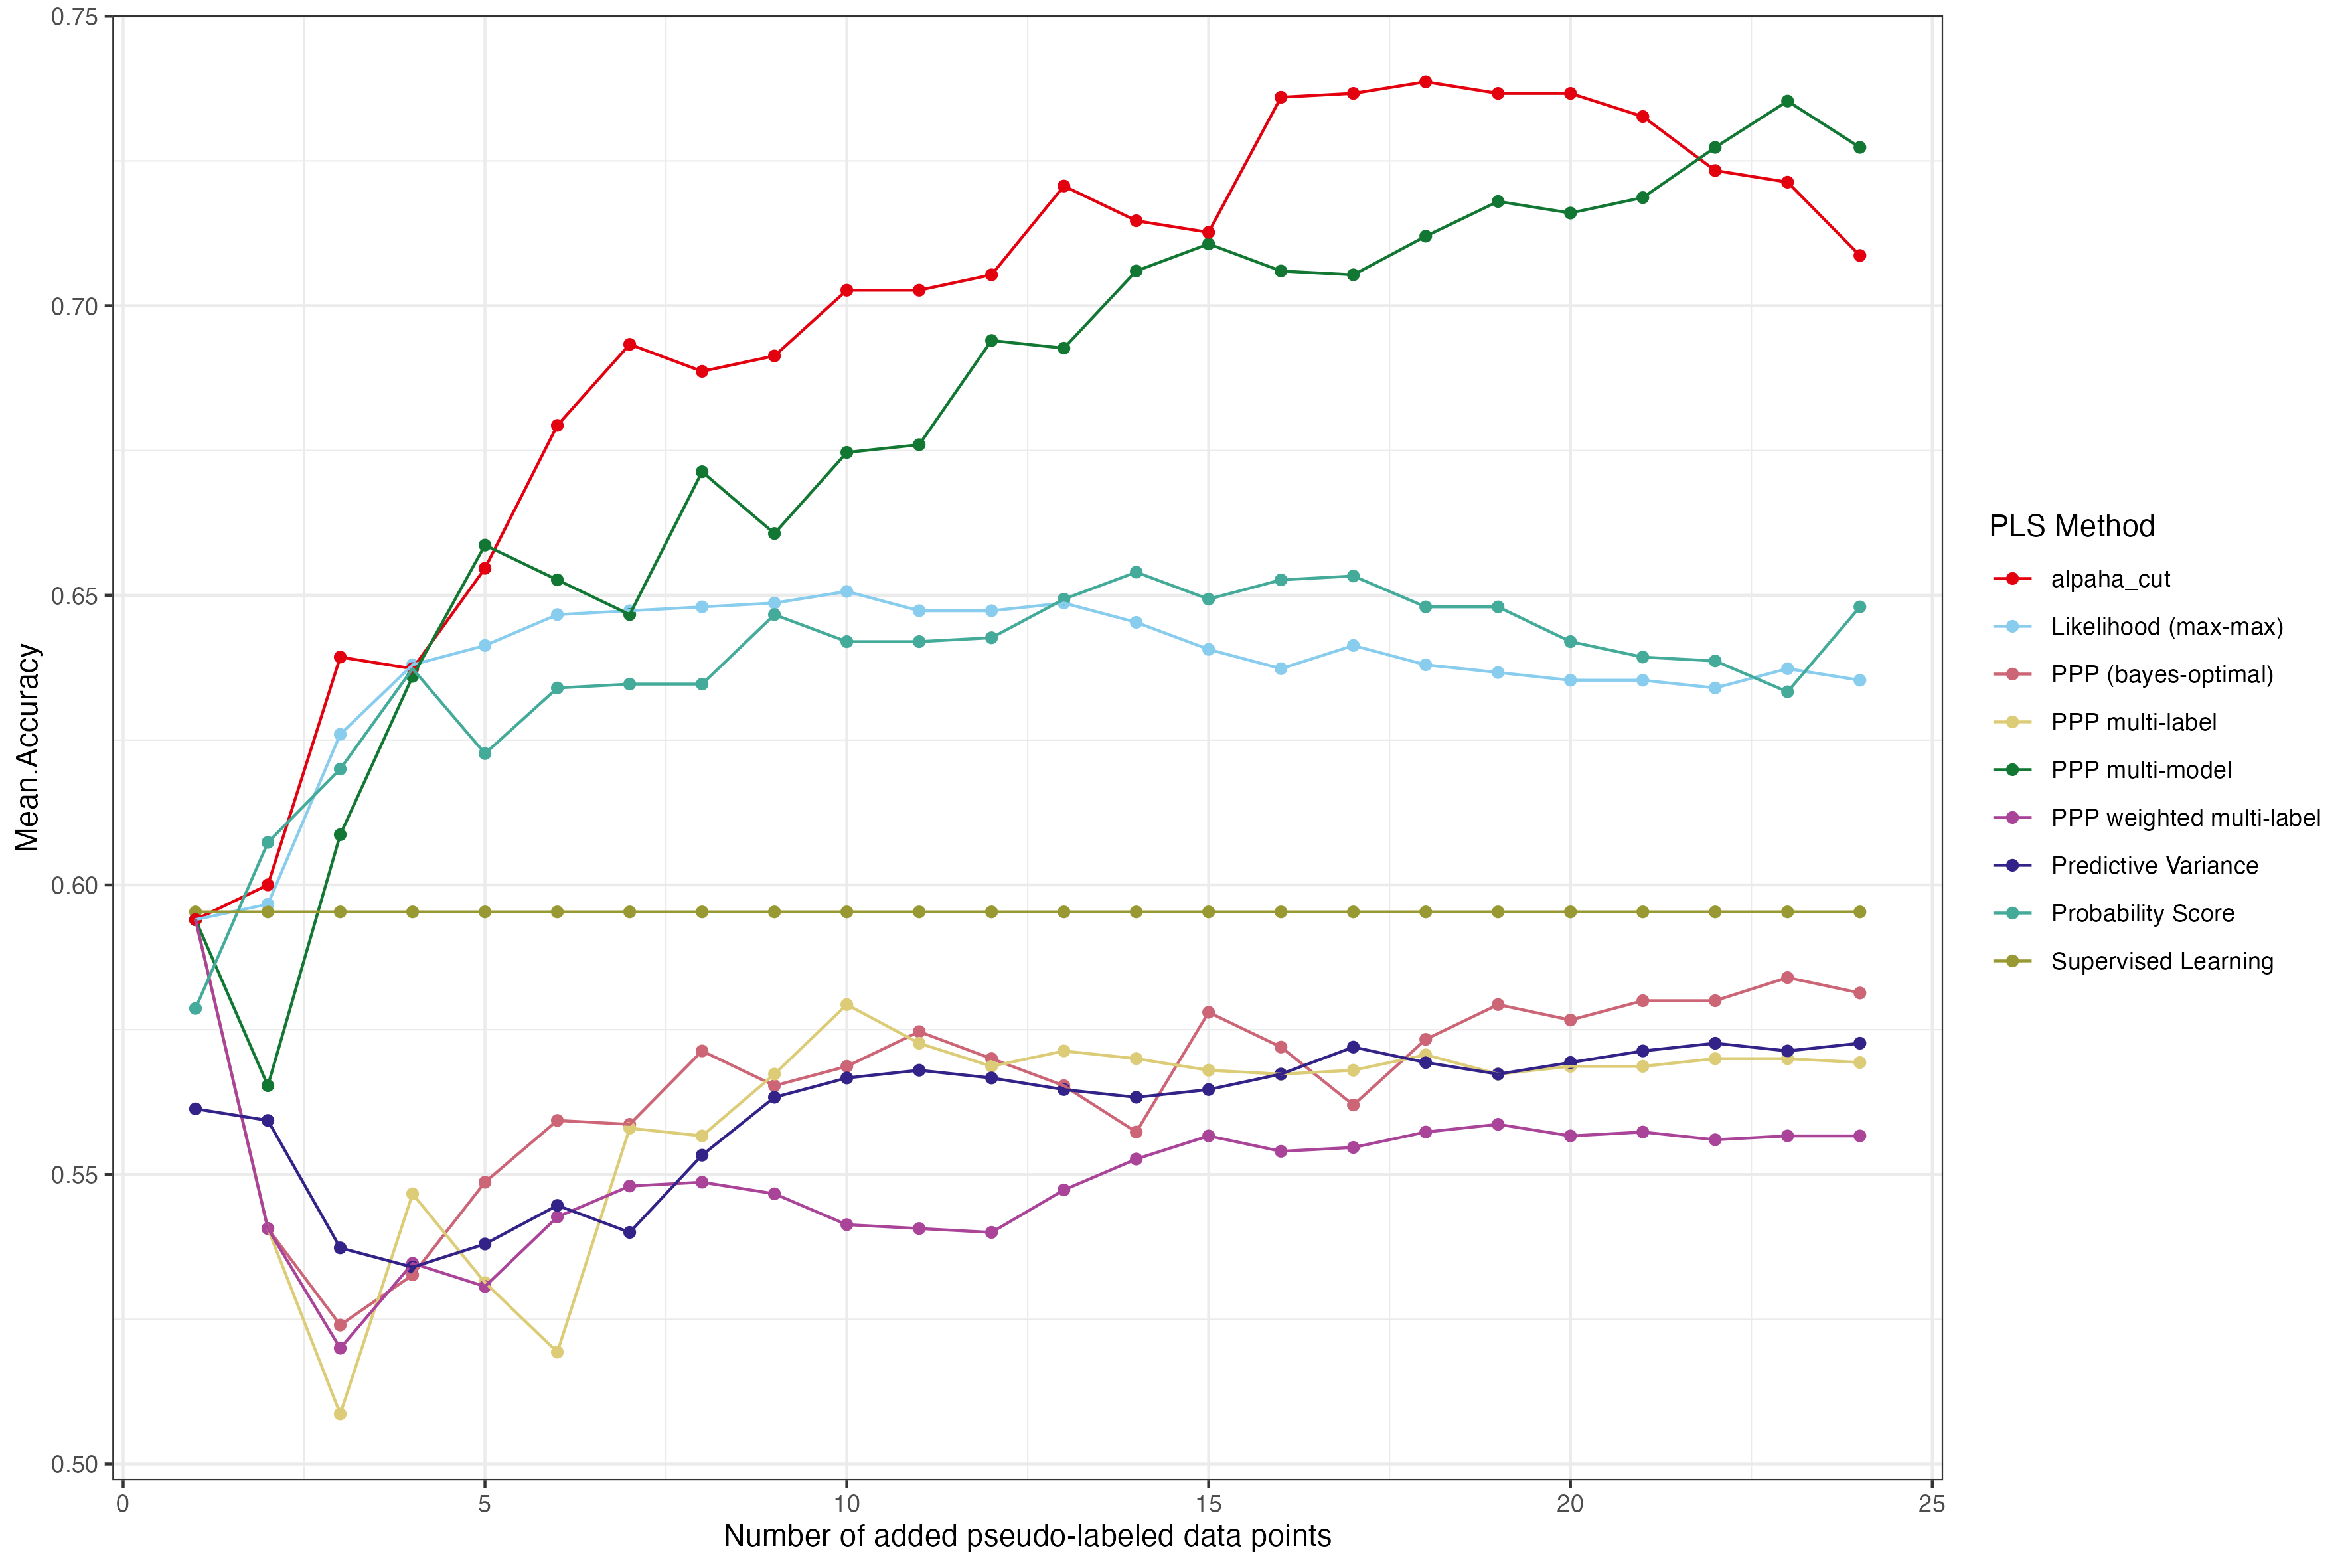 0.75
0.70
0.65
0.60
0.55
0.50
Mean.Accuracy
0
5
10
15
20
25
Number of added pseudo-labeled data points
PLS Method
alpaha_cut
Likelihood (max-max)
PPP (bayes-optimal)
PPP multi-label
PPP multi-model
PPP weighted multi-label
Predictive Variance
Probability Score
Supervised Learning